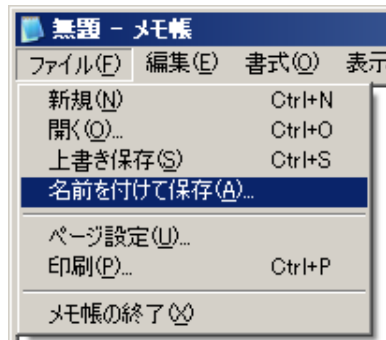 無題 - メモ帳
ファイル(F) 編集(E) 書式(O) 表示
新規(N) Ctrl+N
開く(O)... Ctrl+O
上書き保存(S) Ctrl+S
名前を付けて保存(A)...
ページ設定(U)...
印刷(P)... Ctrl+P
メモ帳の終了(X)